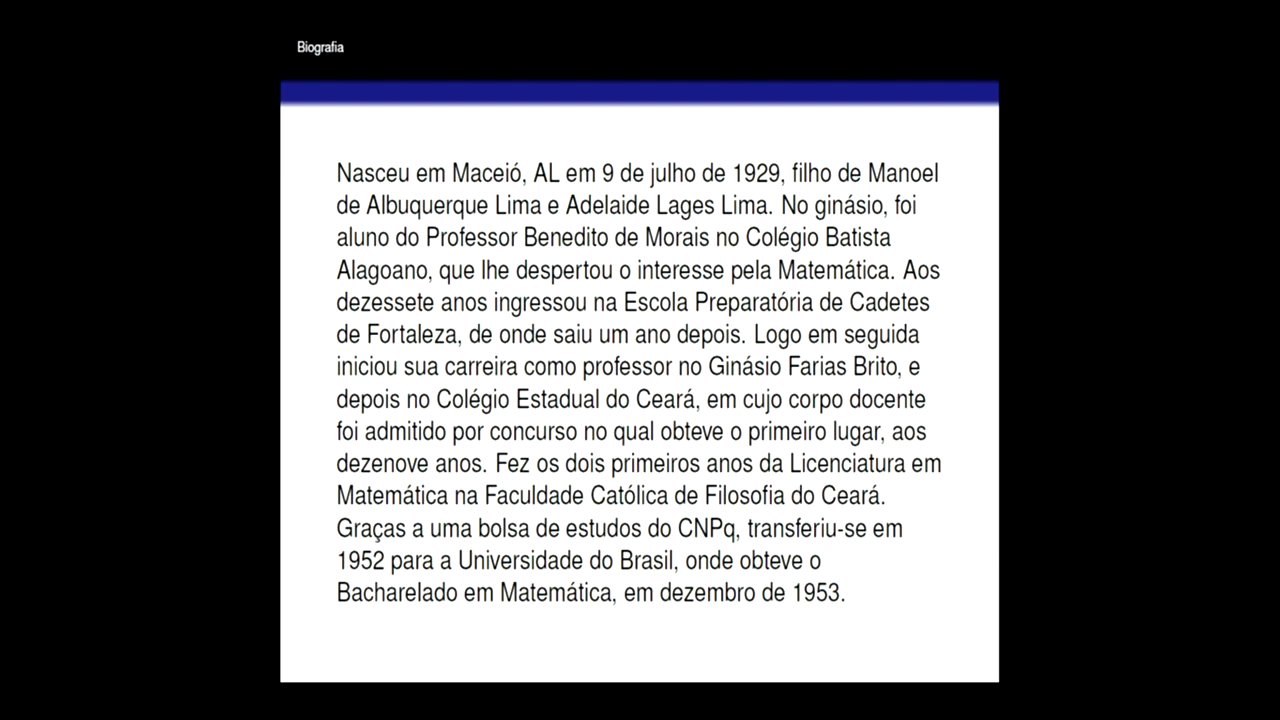 Biografia
Nasceu em Maceió, AL em 9 de julho de 1929, filho de Manoel
de Albuquerque Lima e Adelaide Lages Lima. No ginásio, foi
aluno do Professor Benedito de Morais no Colégio Batista
Alagoano, que lhe despertou o interesse pela Matemática. Aos
dezessete anos ingressou na Escola Preparatória de Cadetes
de Fortaleza, de onde saiu um ano depois. Logo em seguida
iniciou sua carreira como professor no Ginásio Farias Brito, e
depois no Colégio Estadual do Ceará, em cujo corpo docente
foi admitido por concurso no qual obteve o primeiro lugar, aos
dezenove anos. Fez os dois primeiros anos da Licenciatura em
Matemática na Faculdade Católica de Filosofia do Ceará.
Graças a uma bolsa de estudos do CNPq, transferiu-se em
1952 para a Universidade do Brasil, onde obteve o
Bacharelado em Matemática, em dezembro de 1953.